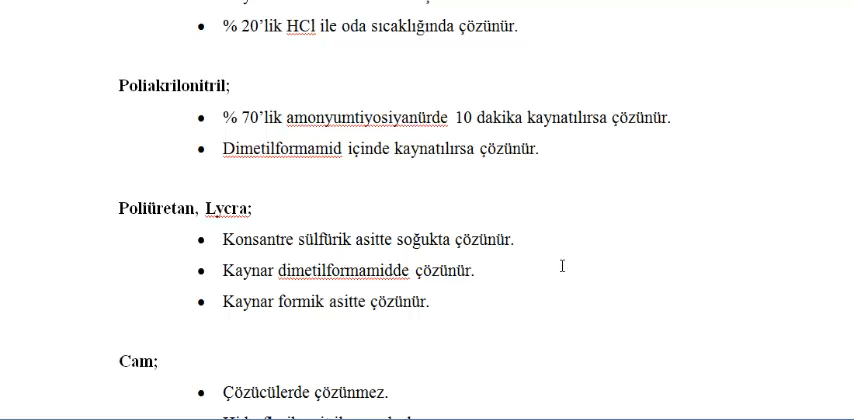 • % 20’lik HCl ile oda sıcaklığında çözünür.
Poliakrilonitril;
• % 70’lik amonyumtiyosiyanürde 10 dakika kaynatılırsa çözünür.
• Dimetilformamid içinde kaynatılırsa çözünür.
Poliüretan, Lycra;
• Konsantre sülfürik asitte soğukta çözünür.
• Kaynar dimetilformamidde çözünür.
• Kaynar formik asitte çözünür.
Cam;
• Çözücülerde çözünmez.